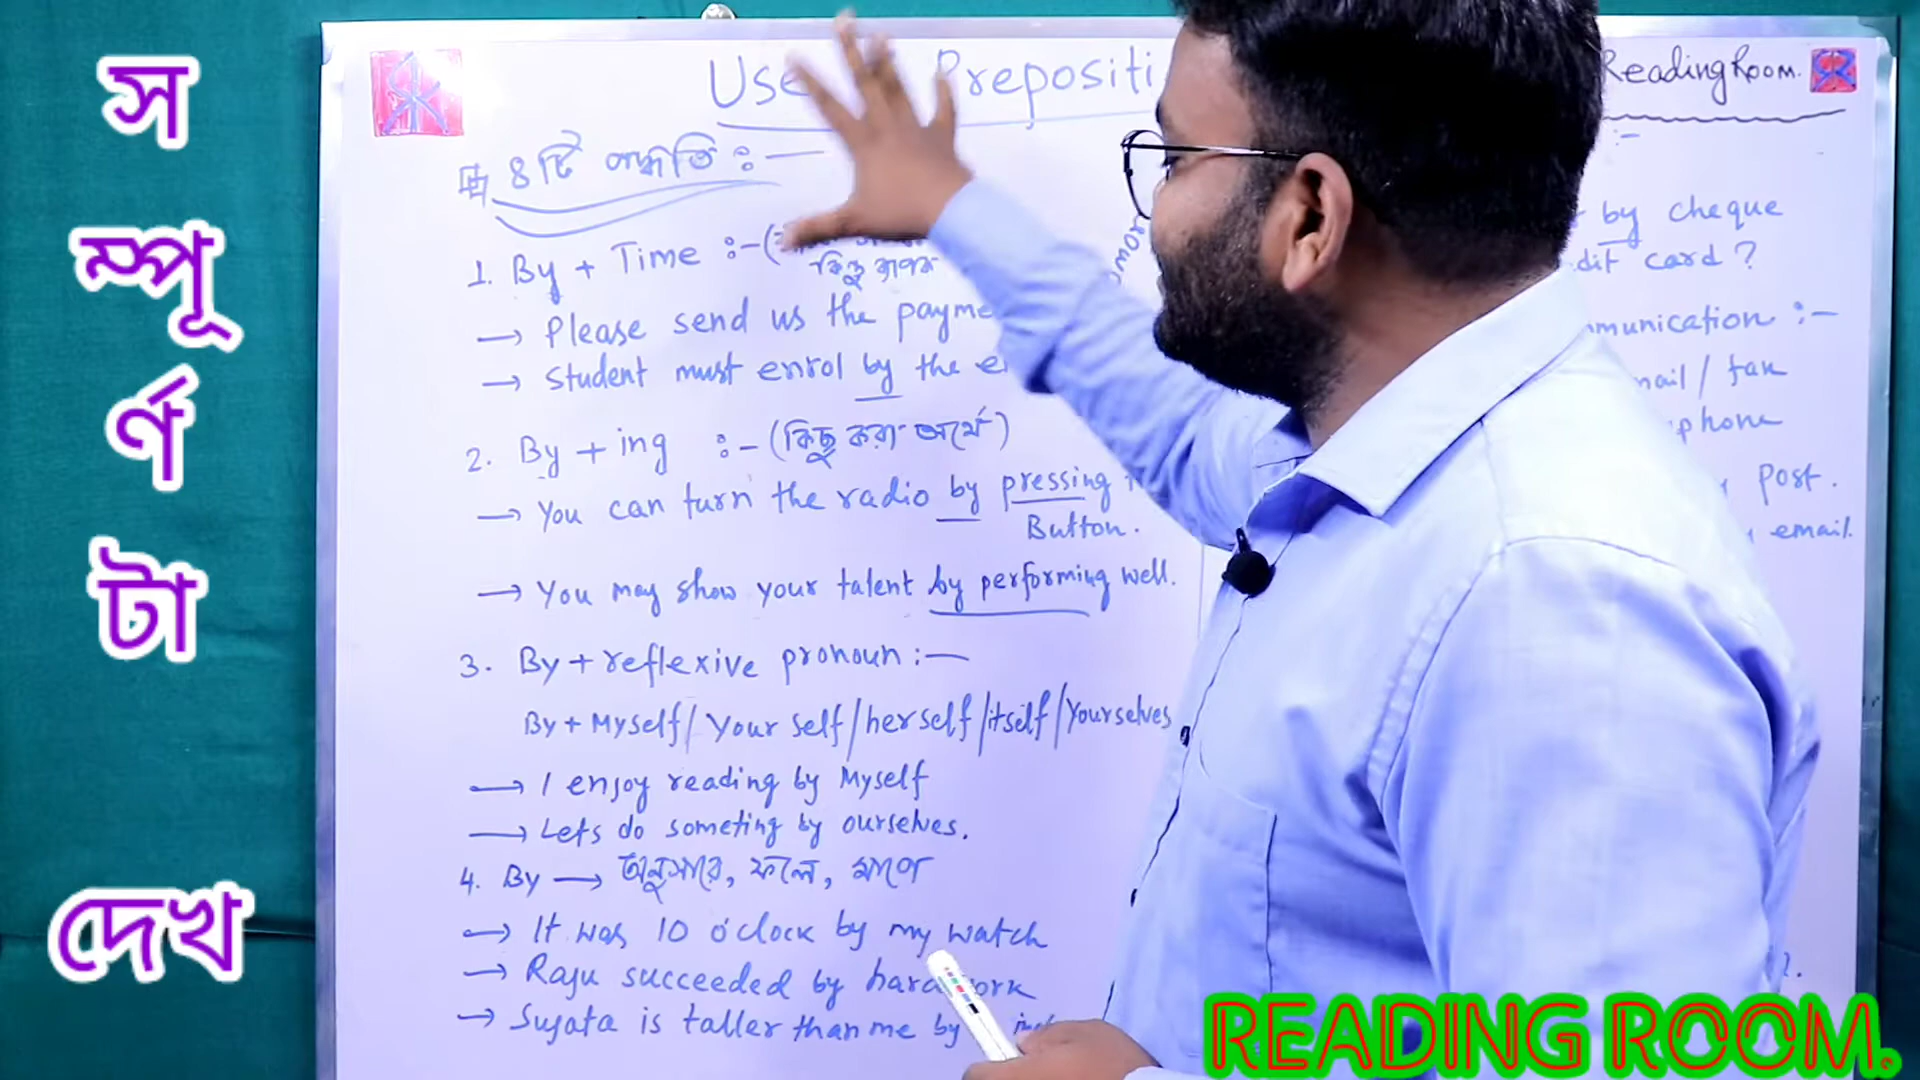 স
ম্পূ
র্ণ
টা
দেখ
Use Prepositi
Reading Room.
৪টি পদ্ধতি :-
1. By + Time :- (
কিন্তু
→ Please send us the payme
→ Student must enrol by the en
2. By + ing :- (কিছু করা অর্থে)
→ You can turn the radio by pressing
Button.
→ You may show your talent by performing well.
3. By + reflexive pronoun :-
By + Myself / Your self / herself / itself / Yourselves
→ I enjoy reading by Myself
→ Lets do someting by ourselves.
4. By → অনুসারে, ফলে, মাপে
→ It was 10 o'clock by my watch
→ Raju succeeded by hard work
→ Sujata is taller than me by
by cheque
dit card ?
munication :-
mail / fax
phone
post.
email.
READING ROOM.